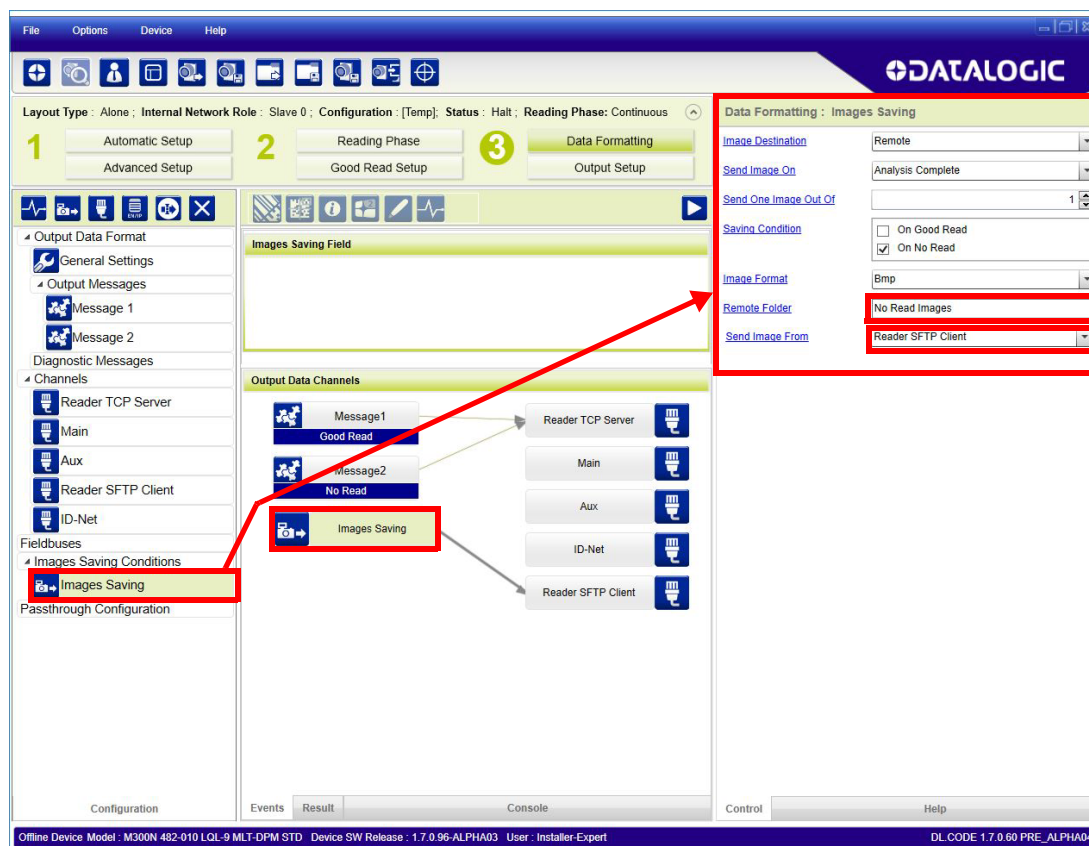 File Options Device Help
DATALOGIC
Layout Type : Alone ; Internal Network Role : Slave 0 ; Configuration : [Temp]; Status : Halt ; Reading Phase: Continuous
1
Automatic Setup
Advanced Setup
2
Reading Phase
Good Read Setup
3
Data Formatting
Output Setup
Output Data Format
General Settings
Output Messages
Message 1
Message 2
Diagnostic Messages
Channels
Reader TCP Server
Main
Aux
Reader SFTP Client
ID-Net
Fieldbuses
Images Saving Conditions
Images Saving
Passthrough Configuration
Configuration
Images Saving Field
Output Data Channels
Message1
Good Read
Message2
No Read
Images Saving
Reader TCP Server
Main
Aux
ID-Net
Reader SFTP Client
Events Result Console
Data Formatting : Images Saving
Image Destination Remote
Send Image On Analysis Complete
Send One Image Out Of 1
Saving Condition On Good Read
On No Read
Image Format Bmp
Remote Folder No Read Images
Send Image From Reader SFTP Client
Control Help
Offline Device Model : M300N 482-010 LQL-9 MLT-DPM STD Device SW Release : 1.7.0.96-ALPHA03 User : Installer-Expert DL.CODE 1.7.0.60 PRE_ALPHA04